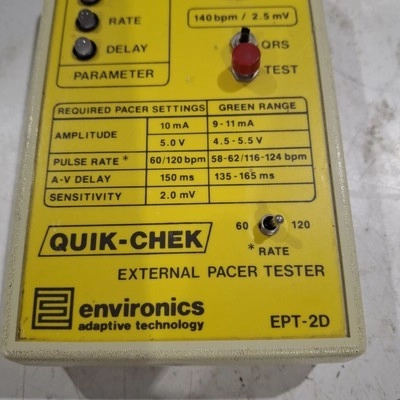 140 bpm / 2.5 mV
RATE
QRS
DELAY
TEST
PARAMETER
REQUIRED PACER SETTINGS GREEN RANGE
AMPLITUDE 10 mA 9 - 11 mA
5.0 V 4.5 - 5.5 V
PULSE RATE * 60/120 bpm 58-62/116-124 bpm
A-V DELAY 150 ms 135 - 165 ms
SENSITIVITY 2.0 mV
60 120
QUIK-CHEK
* RATE
EXTERNAL PACER TESTER
environics
adaptive technology
EPT-2D